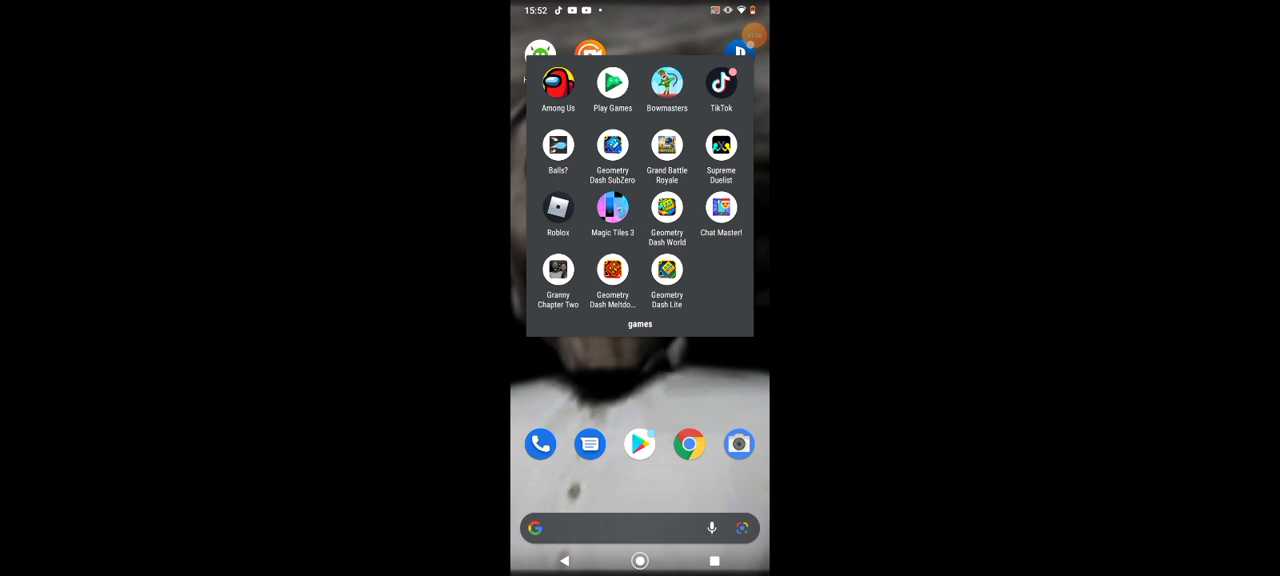 15:52
Among Us
Play Games
Bowmasters
TikTok
Balls?
Geometry
Dash SubZero
Grand Battle
Royale
Supreme
Duelist
Roblox
Magic Tiles 3
Geometry
Dash World
Chat Master!
Granny
Chapter Two
Geometry
Dash Meltdo...
Geometry
Dash Lite
games